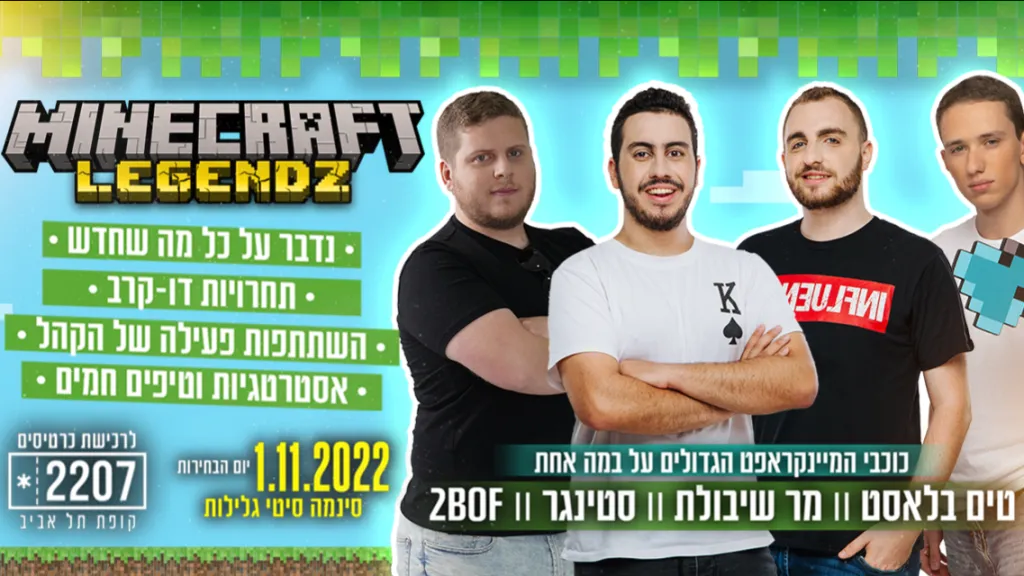 MINECRAFT
LEGENDZ
• נדבר על כל מה שחדש •
• תחרויות דו-קרב •
• השתתפות פעילה של הקהל •
• אסטרטגיות וטיפים חמים •
לרכישת כרטיסים
*2207
קופת תל אביב
1.11.2022 יום הבחירות
סינמה סיטי גלילות
K
INFLUEN
כוכבי המיינקראפט הגדולים על במה אחת
טים בלאסט || מר שיבולת || סטינגר || 2BOF